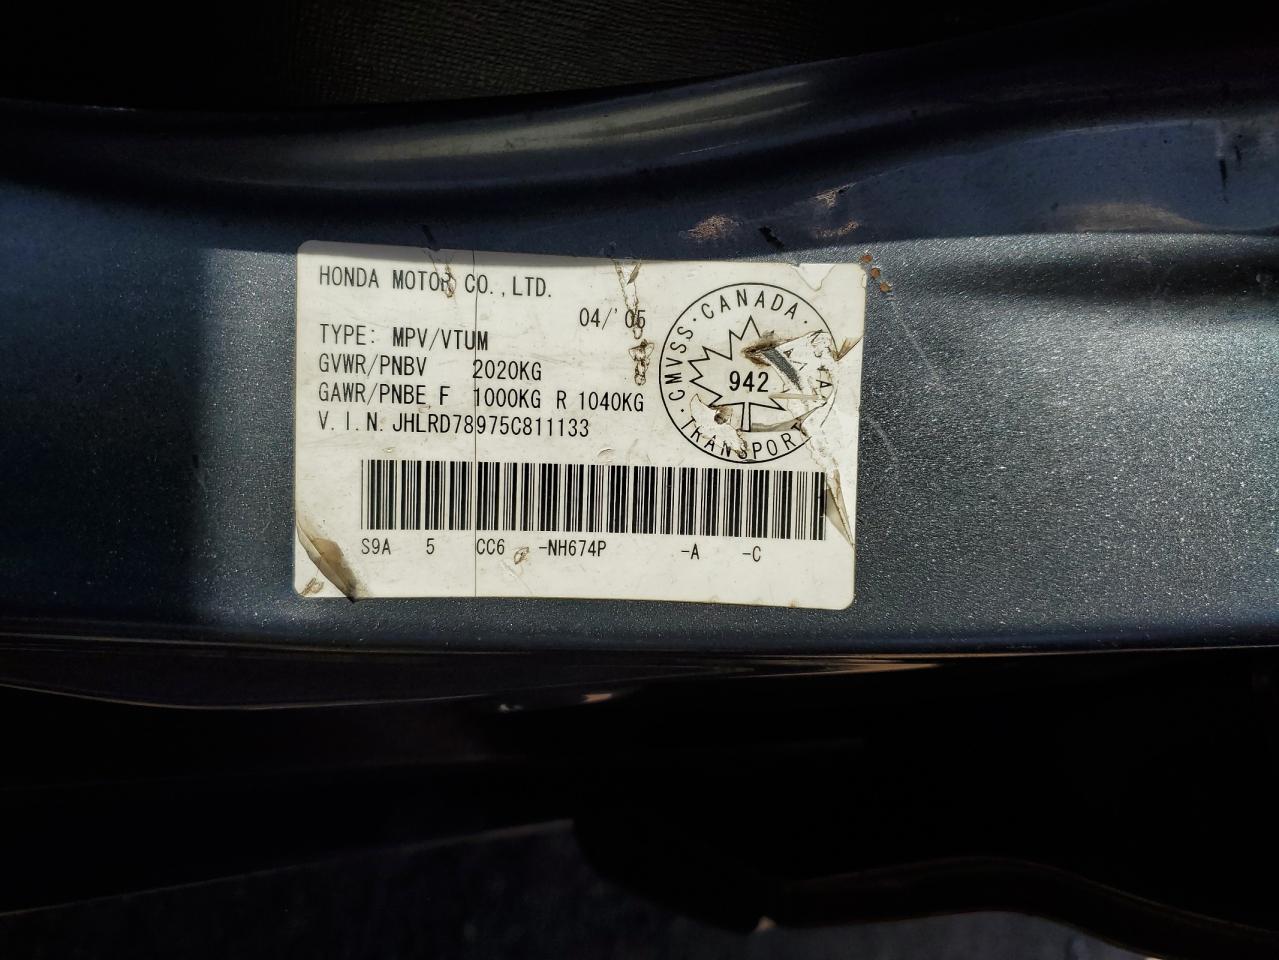 HONDA MOTOR CO.,LTD.
04/'05
TYPE: MPV/VTUM
GVWR/PNBV 2020KG
GAWR/PNBE F 1000KG R 1040KG
V.I.N. JHLRD78975C811133
CANADA
CMVSS
942
TRANSPORT
S9A 5 CC6 -NH674P -A -C